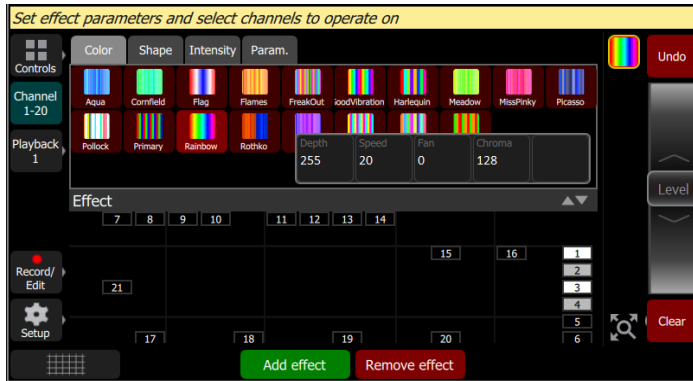 Set effect parameters and select channels to operate on
Controls
Color Shape Intensity Param.
Undo
Channel
1-20
Aqua Cornfield Flag Flames FreakOut oodVibration Harlequin Meadow MissPinky Picasso
Playback
1
Pollock Primary Rainbow Rothko
Depth Speed Fan Chroma
255 20 0 128
Level
Effect
7 8 9 10 11 12 13 14
15 16 1
2
Record/
Edit
21 3
4
Setup
5
17 18 19 20 6
Clear
Add effect Remove effect